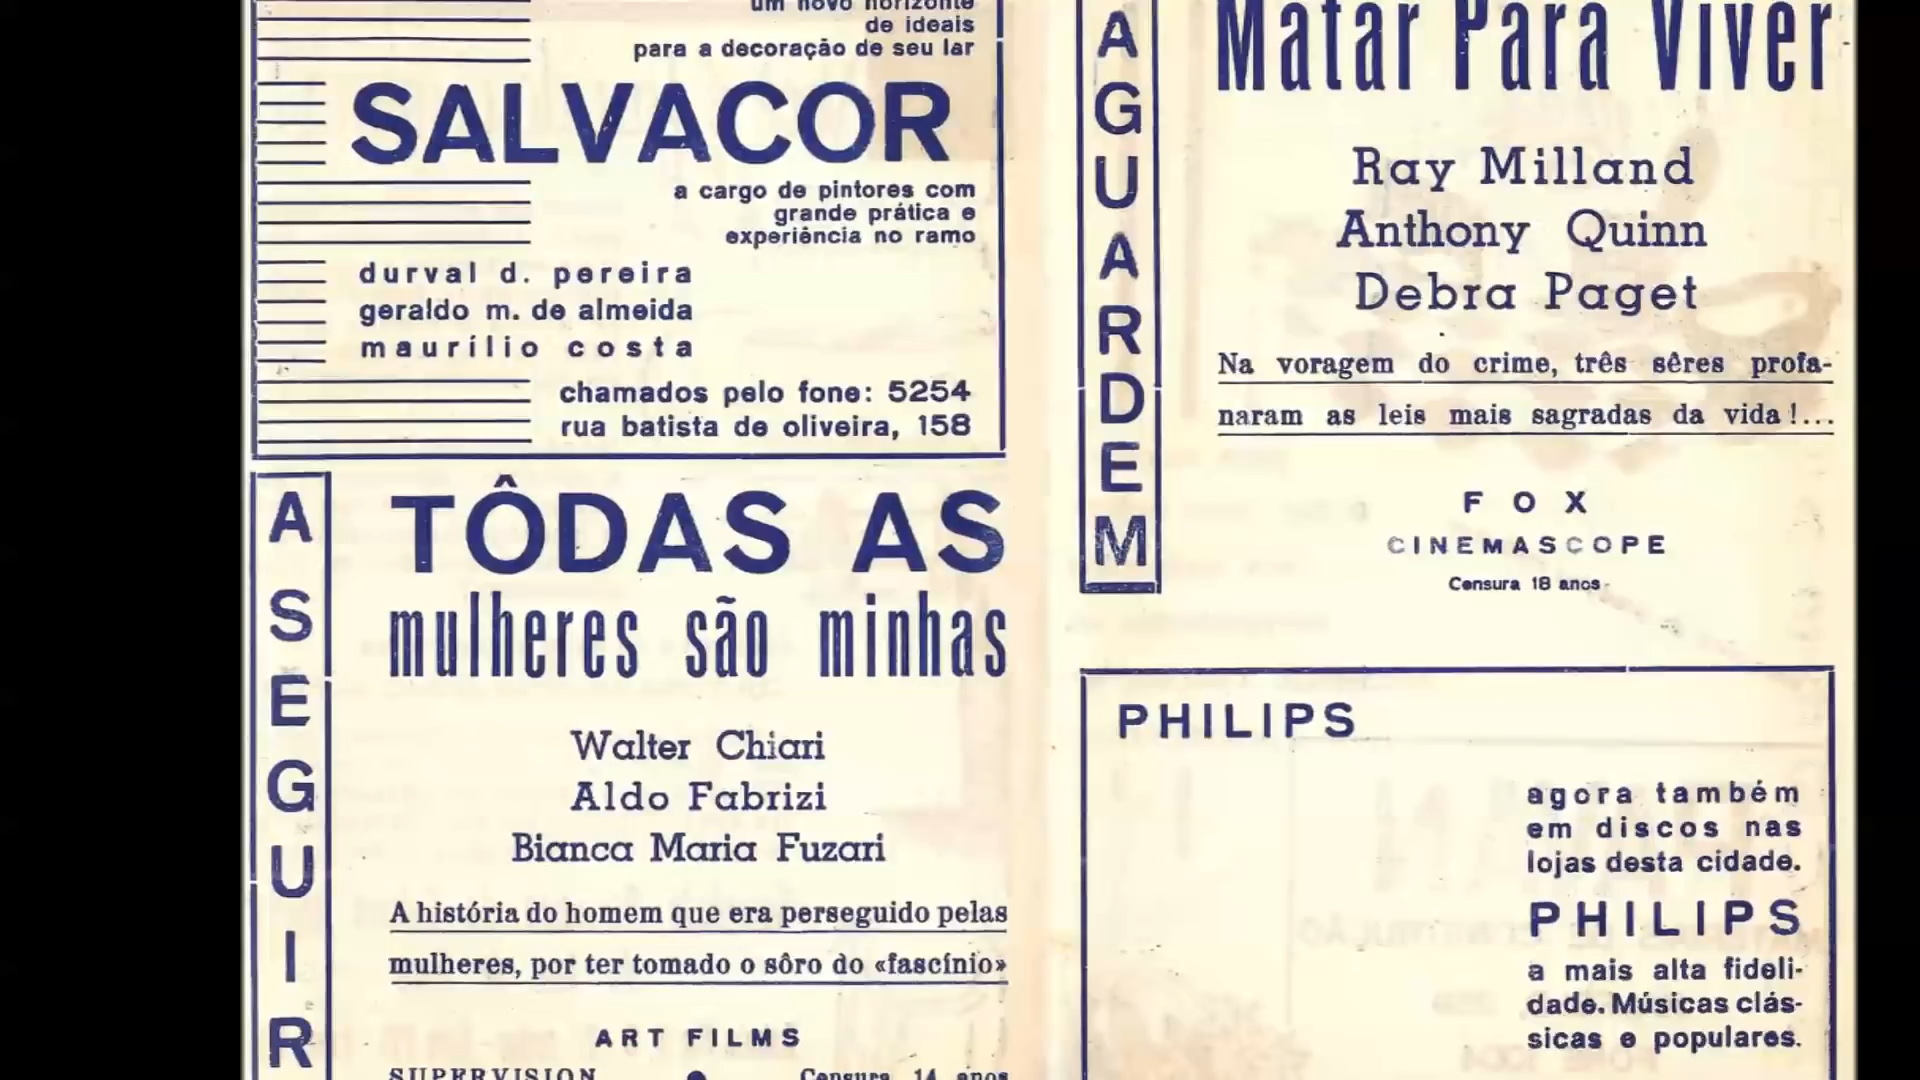 um novo horizonte
de ideais
para a decoração de seu lar
SALVACOR
a cargo de pintores com
grande prática e
experiência no ramo
durval d. pereira
geraldo m. de almeida
maurílio costa
chamados pelo fone: 5254
rua batista de oliveira, 158
A SEGUIR
TÔDAS AS
mulheres são minhas
Walter Chiari
Aldo Fabrizi
Bianca Maria Fuzari
A história do homem que era perseguido pelas
mulheres, por ter tomado o sôro do «fascínio»
ART FILMS
SUPERVISION
Censura 14 anos
AGUARDEM
Matar Para Viver
Ray Milland
Anthony Quinn
Debra Paget
Na voragem do crime, três sêres profa-
naram as leis mais sagradas da vida!...
FOX
CINEMASCOPE
Censura 18 anos
PHILIPS
agora também
em discos nas
lojas desta cidade.
PHILIPS
a mais alta fideli-
dade. Músicas clás-
sicas e populares.